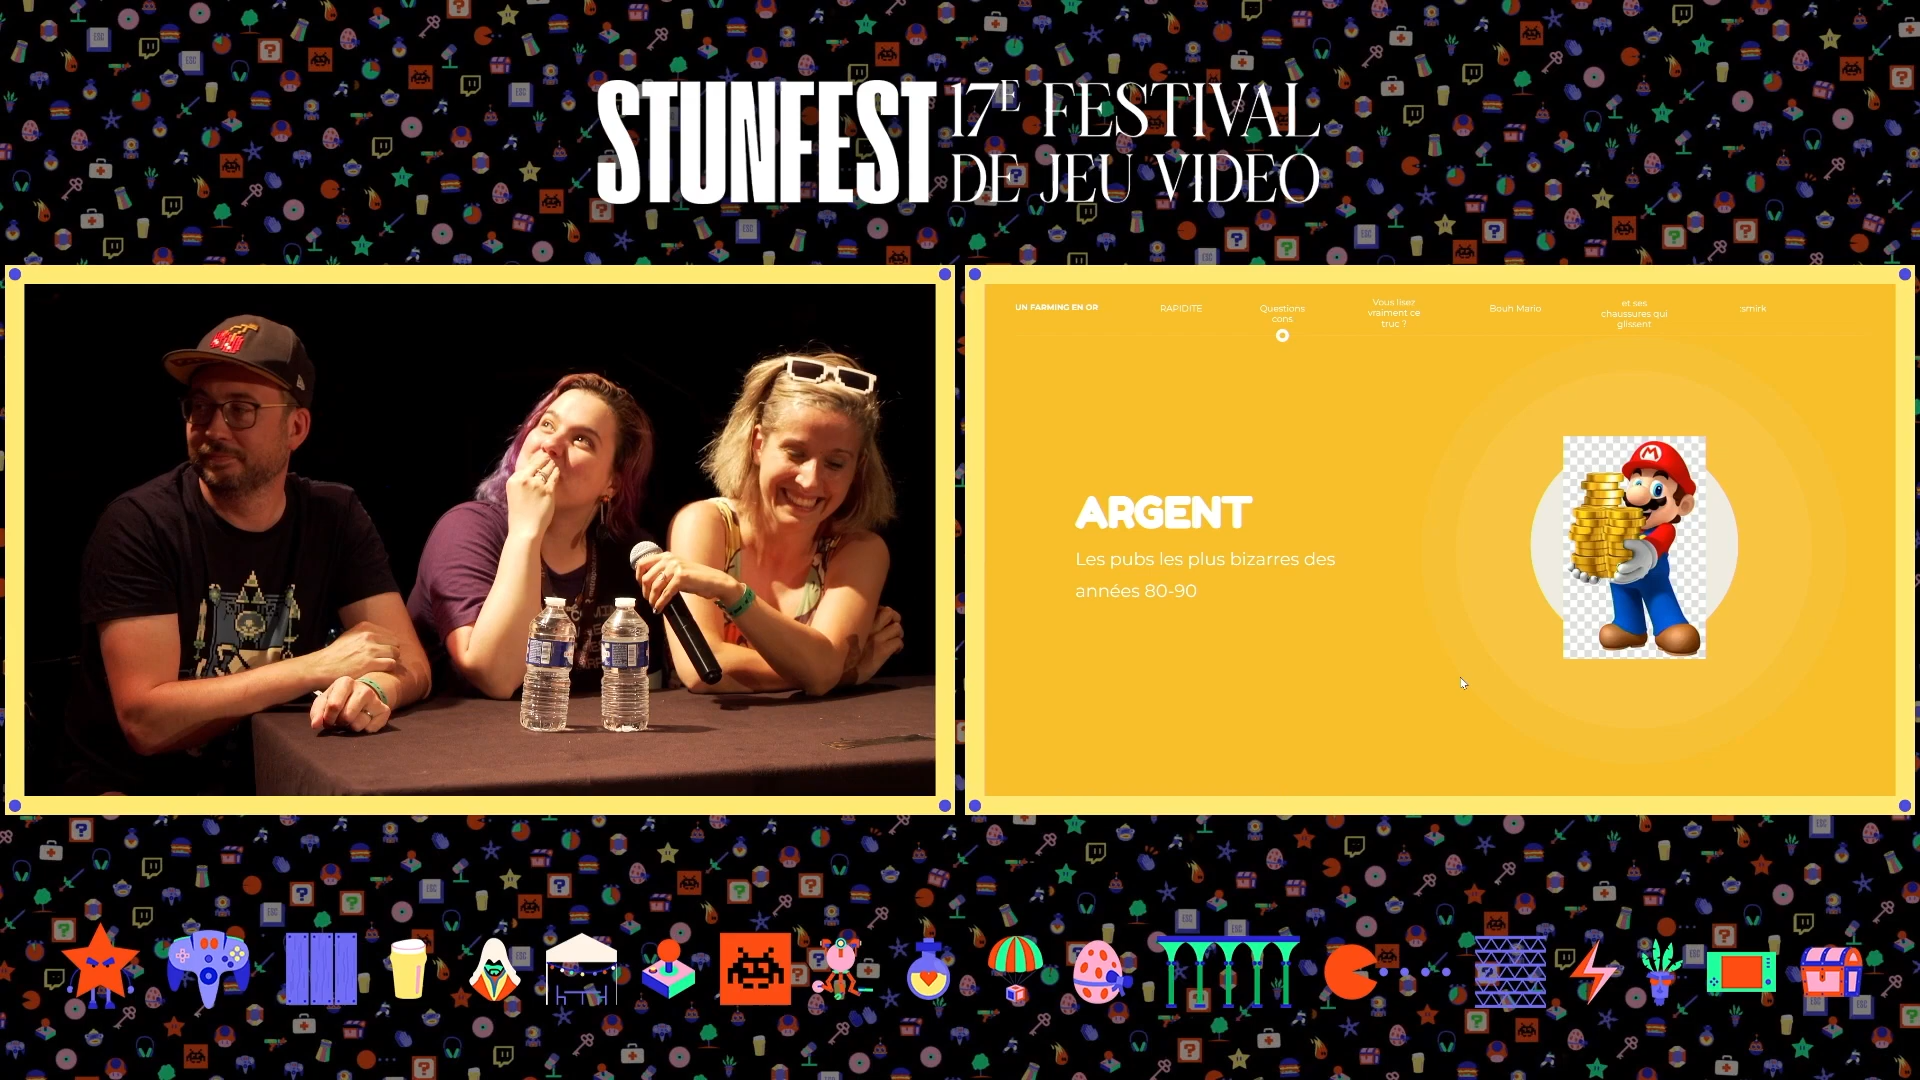 STUNFEST
17E FESTIVAL
DE JEU VIDEO
UN FARMING EN OR
RAPIDITE
Questions
cons
Vous lisez
vraiment ce
truc ?
Bouh Mario
et ses
chaussures qui
glissent
:smirk
ARGENT
Les pubs les plus bizarres des
années 80-90
M